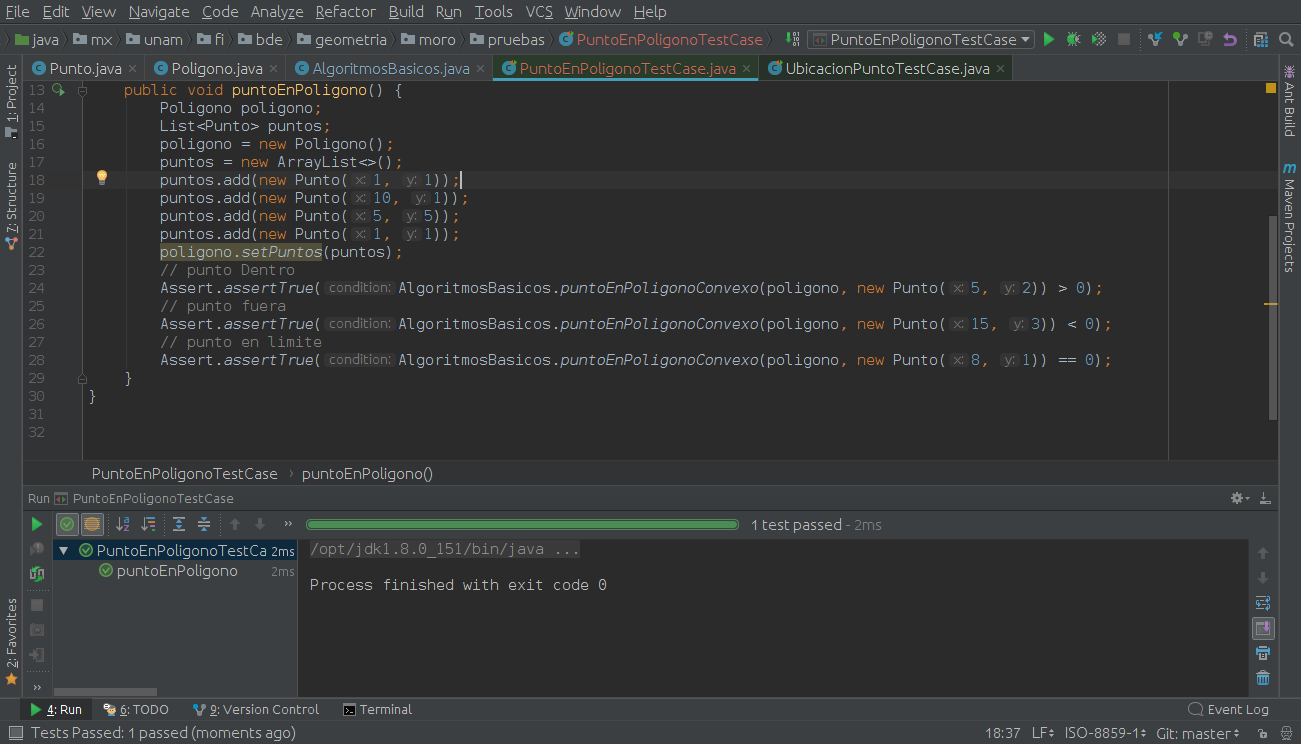 File Edit View Navigate Code Analyze Refactor Build Run Tools VCS Window Help
java mx unam fi bde geometria moro pruebas PuntoEnPoligonoTestCase PuntoEnPoligonoTestCase
Punto.java Poligono.java AlgoritmosBasicos.java PuntoEnPoligonoTestCase.java UbicacionPuntoTestCase.java
1: Project
7: Structure
2: Favorites
Ant Build
m Maven Projects
13 public void puntoEnPoligono() {
14 Poligono poligono;
15 List<Punto> puntos;
16 poligono = new Poligono();
17 puntos = new ArrayList<>();
18 puntos.add(new Punto( x: 1, y: 1));
19 puntos.add(new Punto( x: 10, y: 1));
20 puntos.add(new Punto( x: 5, y: 5));
21 puntos.add(new Punto( x: 1, y: 1));
22 poligono.setPuntos(puntos);
23 // punto Dentro
24 Assert.assertTrue( condition: AlgoritmosBasicos.puntoEnPoligonoConvexo(poligono, new Punto( x: 5, y: 2)) > 0);
25 // punto fuera
26 Assert.assertTrue( condition: AlgoritmosBasicos.puntoEnPoligonoConvexo(poligono, new Punto( x: 15, y: 3)) < 0);
27 // punto en limite
28 Assert.assertTrue( condition: AlgoritmosBasicos.puntoEnPoligonoConvexo(poligono, new Punto( x: 8, y: 1)) == 0);
29 }
30 }
31
32
PuntoEnPoligonoTestCase › puntoEnPoligono()
Run PuntoEnPoligonoTestCase
» 1 test passed - 2ms
PuntoEnPoligonoTestCa 2ms
puntoEnPoligono 2ms
/opt/jdk1.8.0_151/bin/java ...
Process finished with exit code 0
»
4: Run 6: TODO 9: Version Control Terminal Event Log
Tests Passed: 1 passed (moments ago) 18:37 LF÷ ISO-8859-1÷ Git: master÷